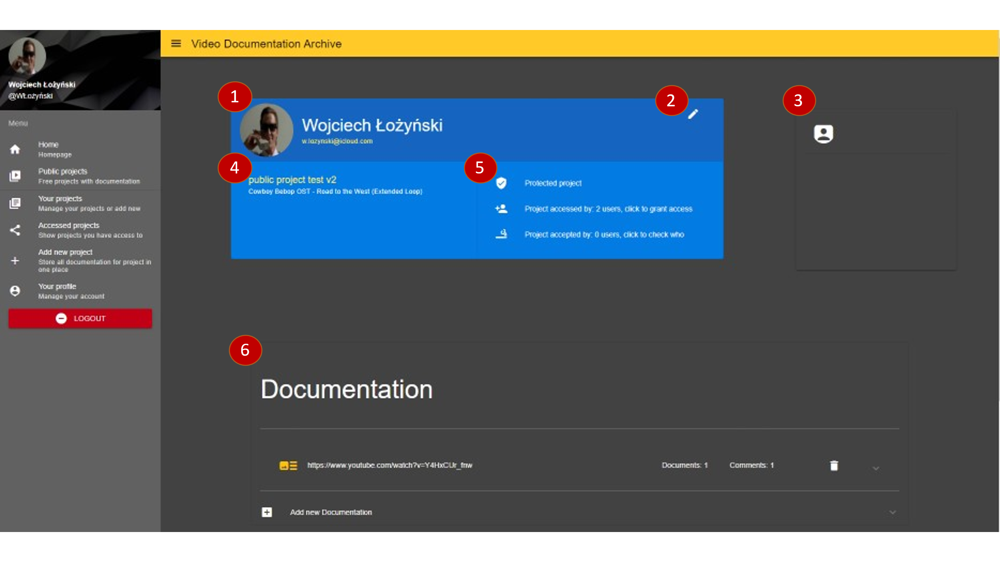 Video Documentation Archive
Wojciech Łożyński
@WŁożyński
Menu
Home
Homepage
Public projects
Free projects with documentation
Your projects
Manage your projects or add new
Accessed projects
Show projects you have access to
Add new project
Store all documentation for project in
one place
Your profile
Manage your account
LOGOUT
1
2
3
Wojciech Łożyński
w.lozynski@icloud.com
4
5
public project test v2
Cowboy Bebop OST - Road to the West (Extended Loop)
Protected project
Project accessed by: 2 users, click to grant access
Project accepted by: 0 users, click to check who
6
Documentation
https://www.youtube.com/watch?v=Y4HxCUr_fnw
Documents: 1
Comments: 1
Add new Documentation